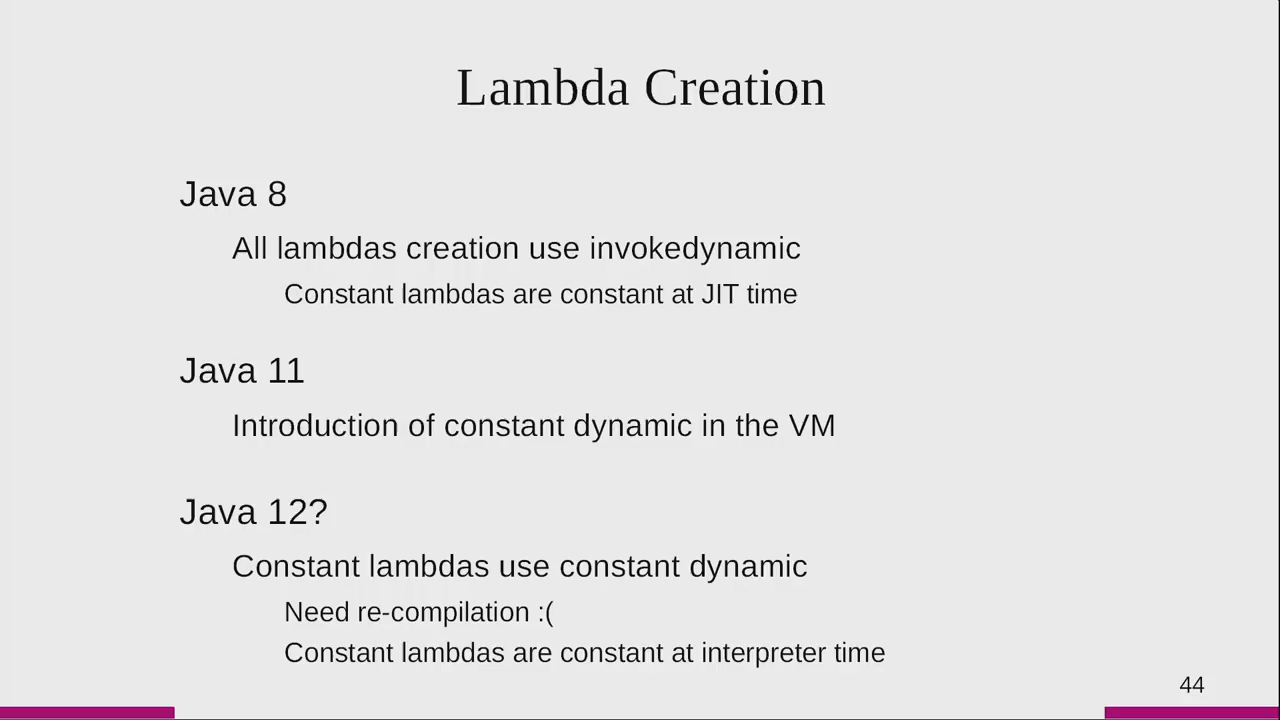 Lambda Creation
Java 8
All lambdas creation use invokedynamic
Constant lambdas are constant at JIT time
Java 11
Introduction of constant dynamic in the VM
Java 12?
Constant lambdas use constant dynamic
Need re-compilation :(
Constant lambdas are constant at interpreter time
44